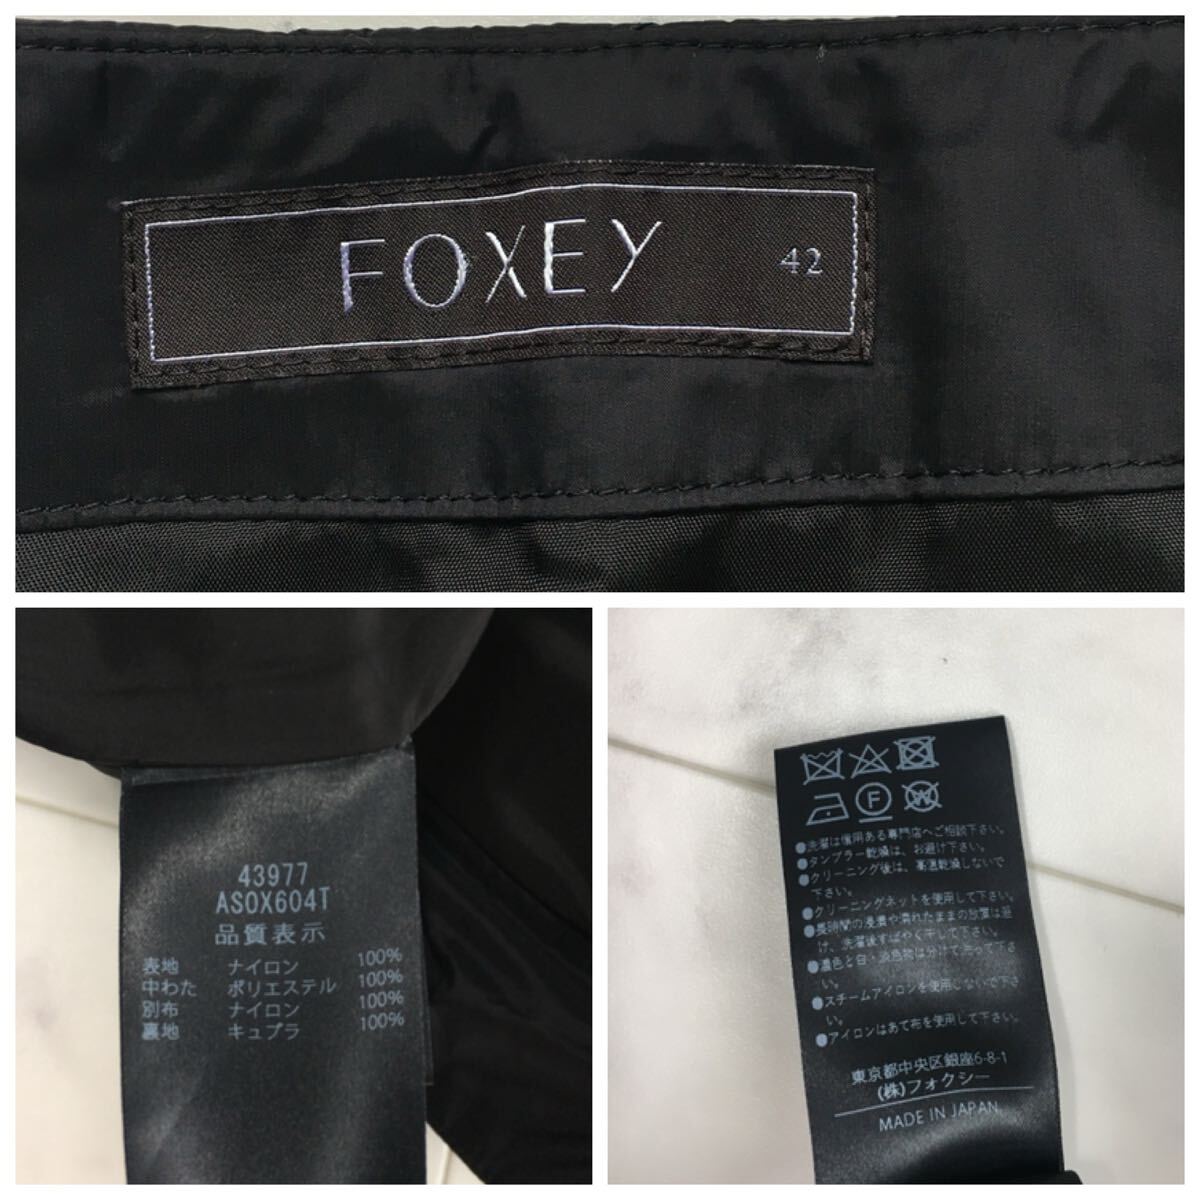 FOXEY 42
43977
ASOX604T
品質表示
表地 ナイロン 100%
中わた ポリエステル 100%
別布 ナイロン 100%
裏地 キュプラ 100%
F W
●洗濯は信用ある専門店へご相談下さい。
●タンブラー乾燥は、お避け下さい。
●クリーニング後は、高温乾燥しないで
下さい。
●クリーニングネットを使用して下さい。
●長時間の浸漬や濡れたままの放置は避
け、洗濯後すばやく干して下さい。
●濃色と白・淡色物は分けて洗って下さ
い。
●スチームアイロンを使用しないで下さ
い。
●アイロンはあて布を使用して下さい。
東京都中央区銀座6-8-1
(株)フォクシー
MADE IN JAPAN